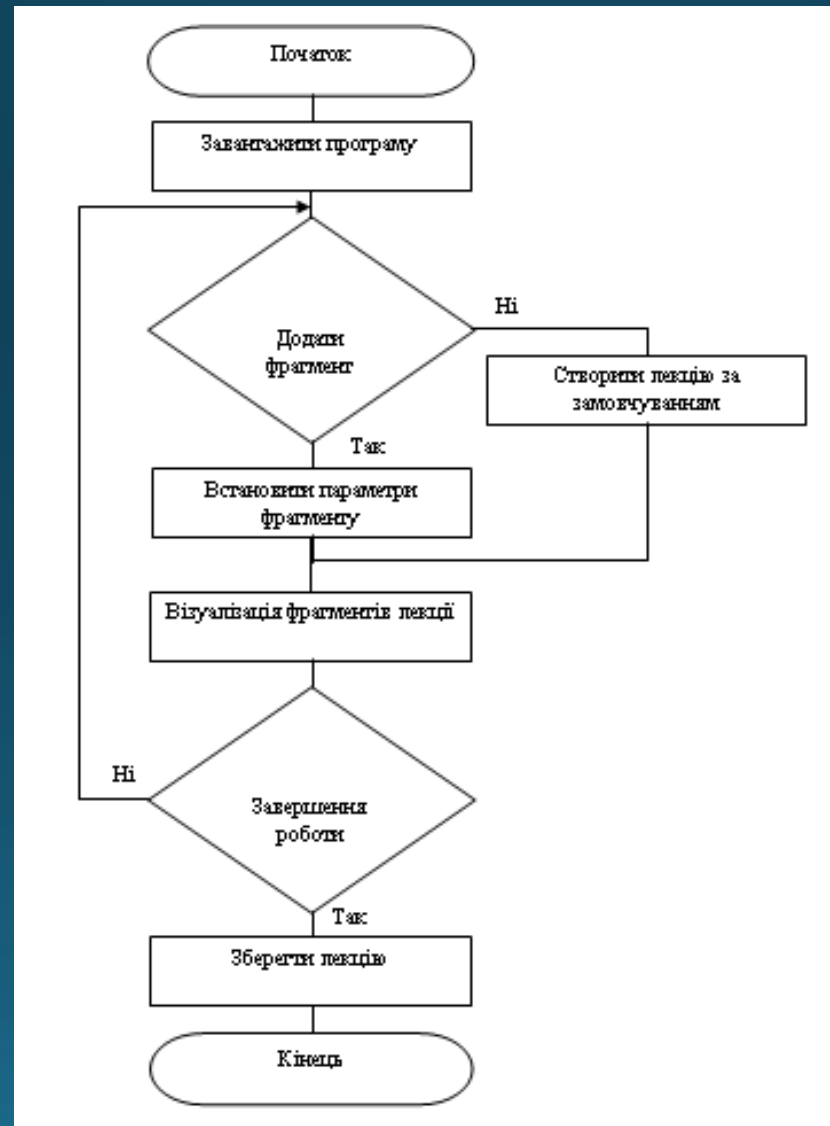 Початок
Завантажити програму
Додати
фрагмент
Ні
Створити лекцію за
замовчуванням
Так
Встановити параметри
фрагменту
Візуалізація фрагментів лекції
Ні
Завершення
роботи
Так
Зберегти лекцію
Кінець